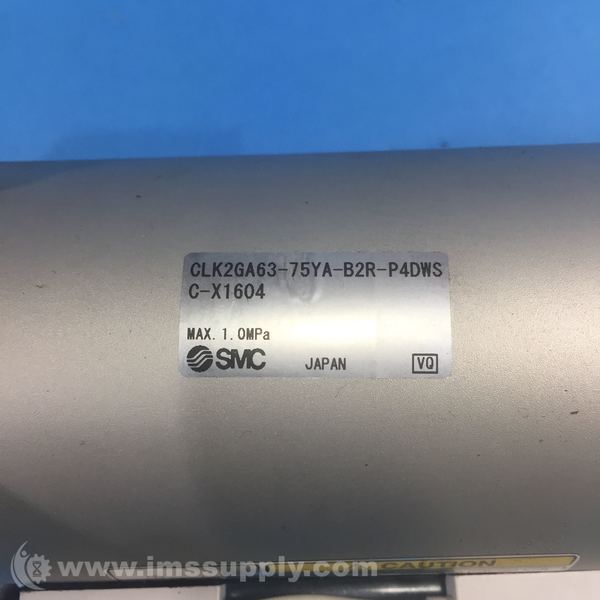 CLK2GA63-75YA-B2R-P4DWS
C-X1604
MAX. 1.0MPa
SMC JAPAN VQ
CAUTION
www.imssupply.com